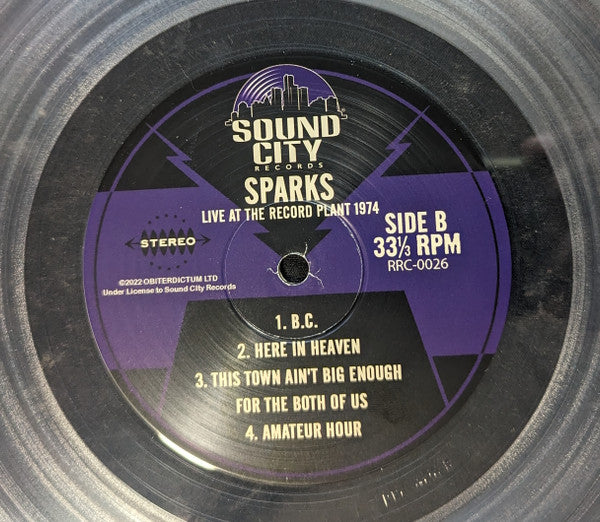 SOUND
CITY
RECORDS
SPARKS
LIVE AT THE RECORD PLANT 1974
STEREO
SIDE B
33⅓ RPM
RRC-0026
©2022 OBITERDICTUM LTD
Under License to Sound City Records
1. B.C.
2. HERE IN HEAVEN
3. THIS TOWN AIN'T BIG ENOUGH
FOR THE BOTH OF US
4. AMATEUR HOUR